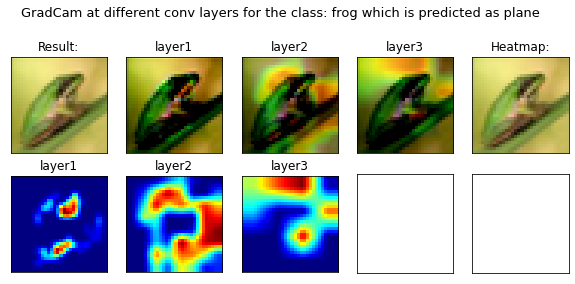 GradCam at different conv layers for the class: frog which is predicted as plane
Result:
layer1
layer2
layer3
Heatmap:
layer1
layer2
layer3